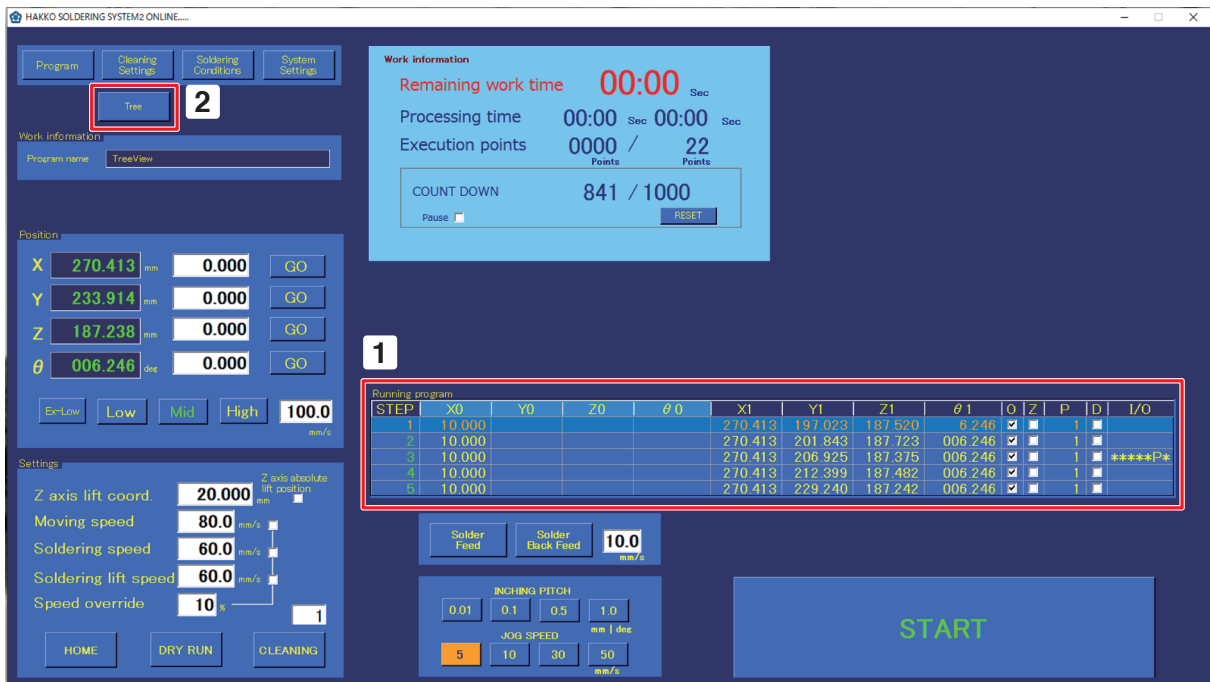 HAKKO SOLDERING SYSTEM2 ONLINE.....
Program
Cleaning Settings
Soldering Conditions
System Settings
Tree
2
Work information
Program name TreeView
Work information
Remaining work time 00:00 Sec
Processing time 00:00 Sec 00:00 Sec
Execution points 0000 / 22
Points Points
COUNT DOWN 841 / 1000
Pause RESET
Position
X 270.413 mm 0.000 GO
Y 233.914 mm 0.000 GO
Z 187.238 mm 0.000 GO
θ 006.246 deg 0.000 GO
Ex-Low Low Mid High 100.0
mm/s
1
Running program
STEP X0 Y0 Z0 θ 0 X1 Y1 Z1 θ 1 O Z P D I/O
1 10.000 270.413 197.023 187.520 6.246 1
2 10.000 270.413 201.843 187.723 006.246 1
3 10.000 270.413 206.925 187.375 006.246 1 *****P*
4 10.000 270.413 212.399 187.482 006.246 1
5 10.000 270.413 229.240 187.242 006.246 1
Settings
Z axis lift coord. 20.000 mm Z axis absolute lift position
Moving speed 80.0 mm/s
Soldering speed 60.0 mm/s
Soldering lift speed 60.0 mm/s
Speed override 10 %
1
HOME DRY RUN CLEANING
Solder Feed
Solder Back Feed
10.0
mm/s
INCHING PITCH
0.01 0.1 0.5 1.0
mm | deg
JOG SPEED
5 10 30 50
mm/s
START